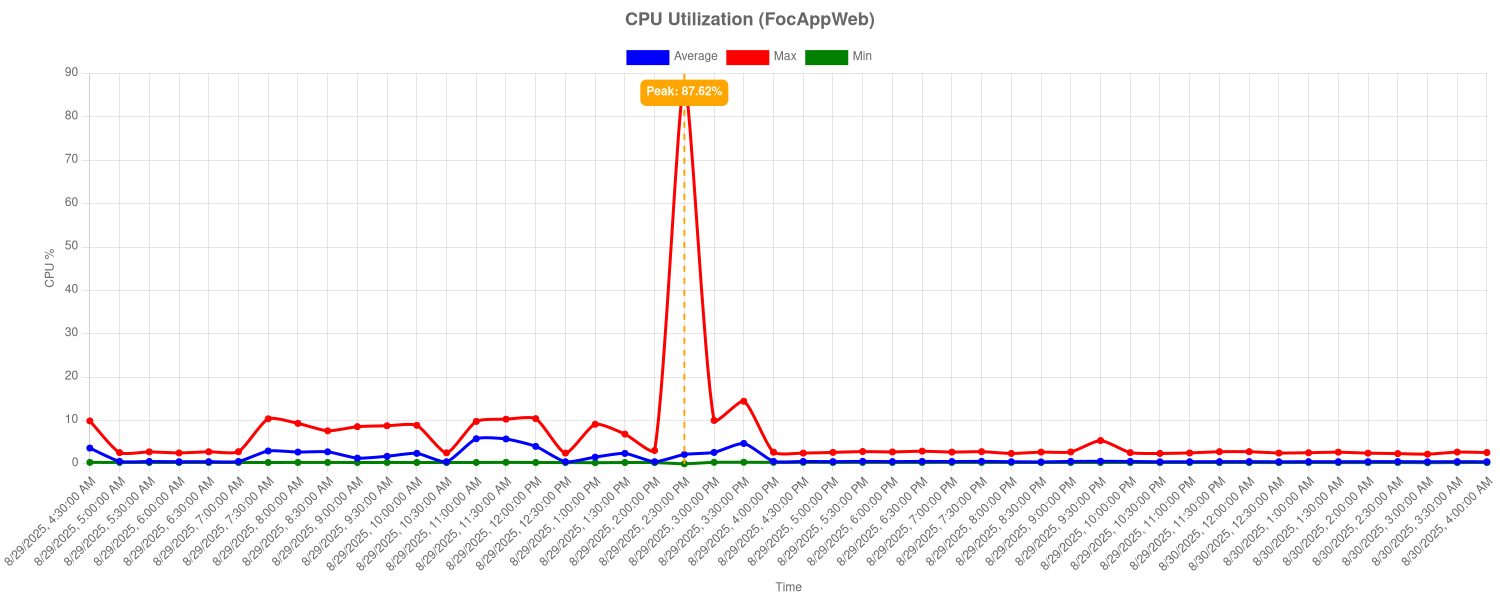 CPU Utilization (FocAppWeb)
Average Max Min
Peak: 87.62%
CPU %
90
80
70
60
50
40
30
20
10
0
8/29/2025, 4:30:00 AM
8/29/2025, 5:00:00 AM
8/29/2025, 5:30:00 AM
8/29/2025, 6:00:00 AM
8/29/2025, 6:30:00 AM
8/29/2025, 7:00:00 AM
8/29/2025, 7:30:00 AM
8/29/2025, 8:00:00 AM
8/29/2025, 8:30:00 AM
8/29/2025, 9:00:00 AM
8/29/2025, 9:30:00 AM
8/29/2025, 10:00:00 AM
8/29/2025, 10:30:00 AM
8/29/2025, 11:00:00 AM
8/29/2025, 11:30:00 AM
8/29/2025, 12:00:00 PM
8/29/2025, 12:30:00 PM
8/29/2025, 1:00:00 PM
8/29/2025, 1:30:00 PM
8/29/2025, 2:00:00 PM
8/29/2025, 2:30:00 PM
8/29/2025, 3:00:00 PM
8/29/2025, 3:30:00 PM
8/29/2025, 4:00:00 PM
8/29/2025, 4:30:00 PM
8/29/2025, 5:00:00 PM
8/29/2025, 5:30:00 PM
8/29/2025, 6:00:00 PM
8/29/2025, 6:30:00 PM
8/29/2025, 7:00:00 PM
8/29/2025, 7:30:00 PM
8/29/2025, 8:00:00 PM
8/29/2025, 8:30:00 PM
8/29/2025, 9:00:00 PM
8/29/2025, 9:30:00 PM
8/29/2025, 10:00:00 PM
8/29/2025, 10:30:00 PM
8/29/2025, 11:00:00 PM
8/29/2025, 11:30:00 PM
8/30/2025, 12:00:00 AM
8/30/2025, 12:30:00 AM
8/30/2025, 1:00:00 AM
8/30/2025, 1:30:00 AM
8/30/2025, 2:00:00 AM
8/30/2025, 2:30:00 AM
8/30/2025, 3:00:00 AM
8/30/2025, 3:30:00 AM
8/30/2025, 4:00:00 AM
Time